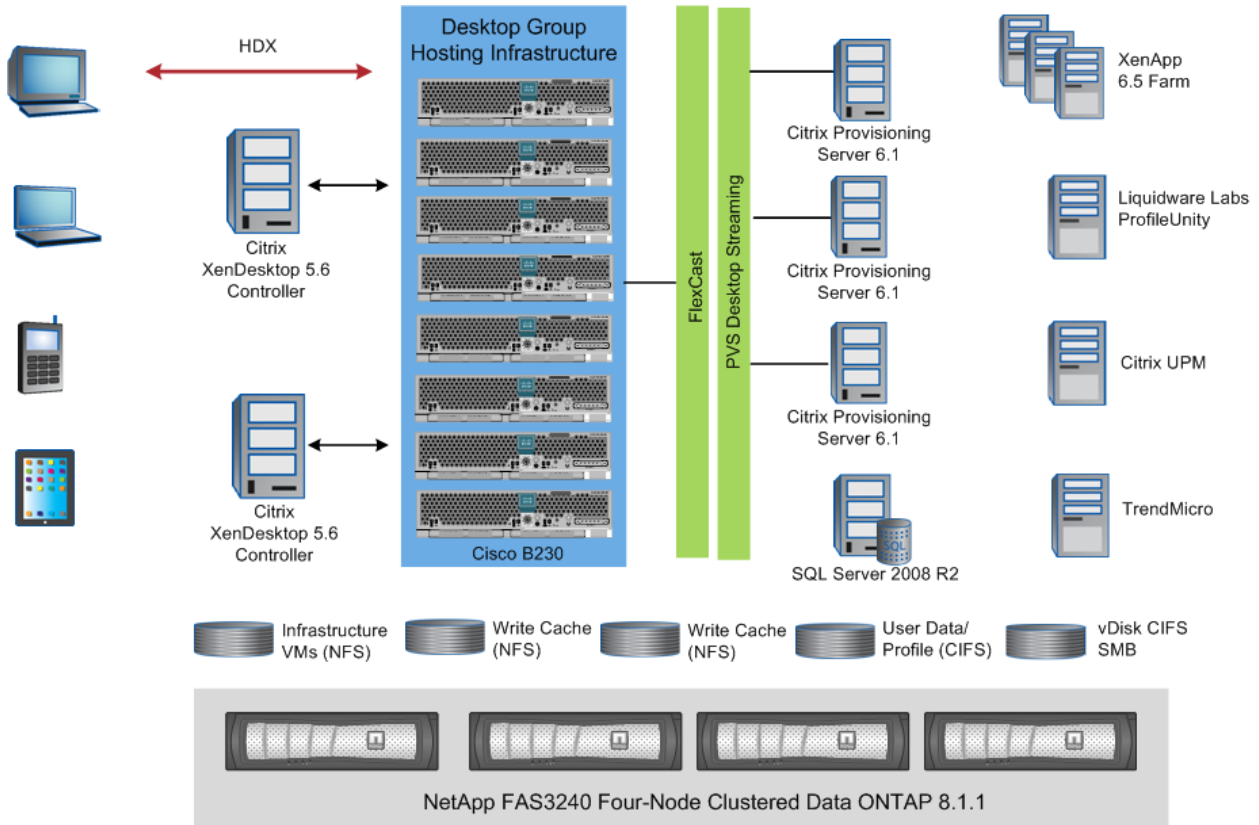 HDX
Desktop Group
Hosting Infrastructure
Citrix
XenDesktop 5.6
Controller
Citrix
XenDesktop 5.6
Controller
Cisco B230
FlexCast
PVS Desktop Streaming
Citrix Provisioning
Server 6.1
Citrix Provisioning
Server 6.1
Citrix Provisioning
Server 6.1
SQL
SQL Server 2008 R2
XenApp
6.5 Farm
Liquidware Labs
ProfileUnity
Citrix UPM
TrendMicro
Infrastructure
VMs (NFS)
Write Cache
(NFS)
Write Cache
(NFS)
User Data/
Profile (CIFS)
vDisk CIFS
SMB
NetApp FAS3240 Four-Node Clustered Data ONTAP 8.1.1